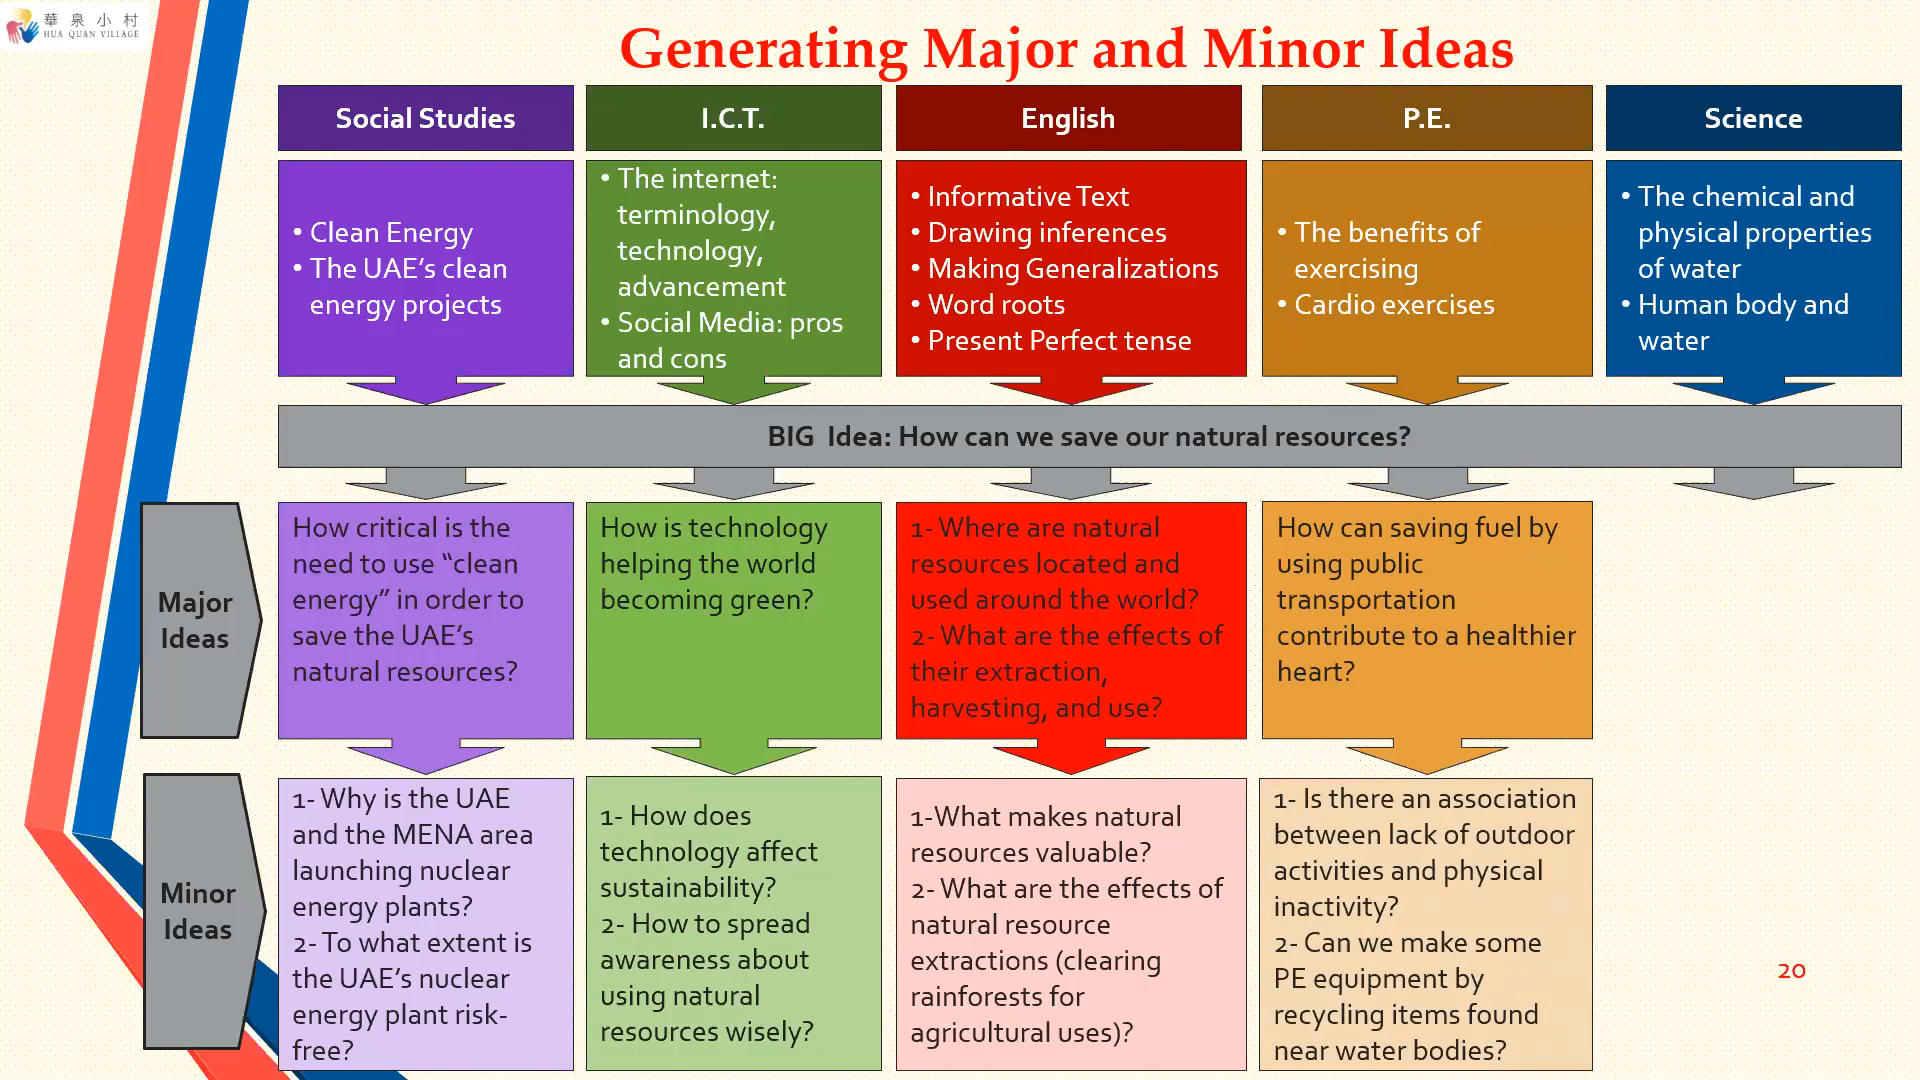 華泉小村
HUA QUAN VILLAGE
Generating Major and Minor Ideas
Social Studies
I.C.T.
English
P.E.
Science
• Clean Energy
• The UAE’s clean
energy projects
• The internet:
terminology,
technology,
advancement
• Social Media: pros
and cons
• Informative Text
• Drawing inferences
• Making Generalizations
• Word roots
• Present Perfect tense
• The benefits of
exercising
• Cardio exercises
• The chemical and
physical properties
of water
• Human body and
water
BIG Idea: How can we save our natural resources?
Major
Ideas
How critical is the
need to use “clean
energy” in order to
save the UAE’s
natural resources?
How is technology
helping the world
becoming green?
1- Where are natural
resources located and
used around the world?
2- What are the effects of
their extraction,
harvesting, and use?
How can saving fuel by
using public
transportation
contribute to a healthier
heart?
Minor
Ideas
1- Why is the UAE
and the MENA area
launching nuclear
energy plants?
2- To what extent is
the UAE’s nuclear
energy plant risk-
free?
1- How does
technology affect
sustainability?
2- How to spread
awareness about
using natural
resources wisely?
1-What makes natural
resources valuable?
2- What are the effects of
natural resource
extractions (clearing
rainforests for
agricultural uses)?
1- Is there an association
between lack of outdoor
activities and physical
inactivity?
2- Can we make some
PE equipment by
recycling items found
near water bodies?
20